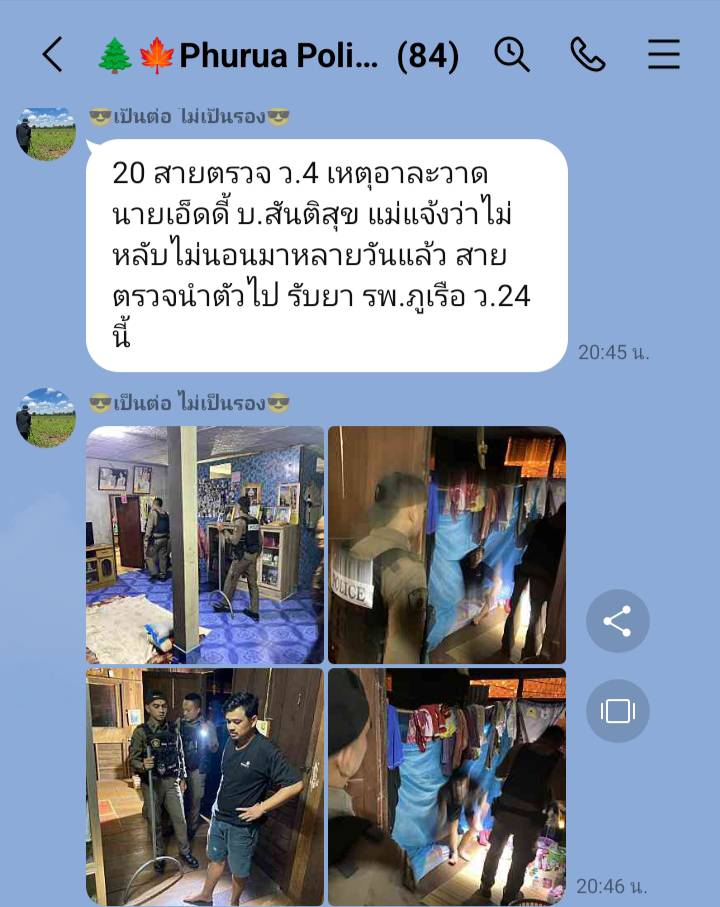 🌲🍁Phurua Poli... (84)
😎เป็นต่อ ไม่เป็นรอง😎
20 สายตรวจ ว.4 เหตุอาละวาด
นายเอ็ดดี้ บ.สันติสุข แม่แจ้งว่าไม่
หลับไม่นอนมาหลายวันแล้ว สาย
ตรวจนำตัวไป รับยา รพ.ภูเรือ ว.24
นี้
20:45 น.
😎เป็นต่อ ไม่เป็นรอง😎
POLICE
20:46 น.